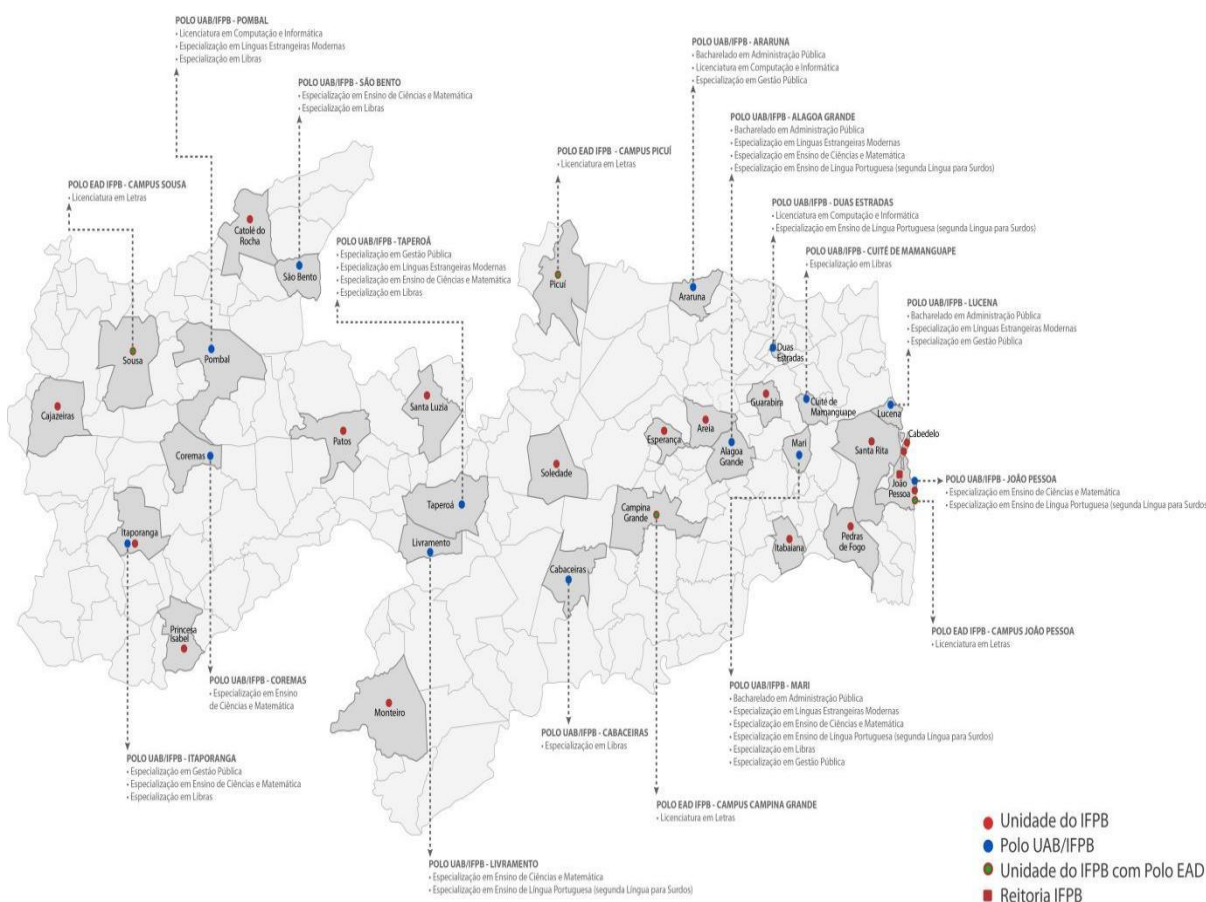 POLO UAB/IFPB - POMBAL
• Licenciatura em Computação e Informática
• Especialização em Línguas Estrangeiras Modernas
• Especialização em Libras
POLO UAB/IFPB - SÃO BENTO
• Especialização em Ensino de Ciências e Matemática
• Especialização em Libras
POLO UAB/IFPB - ARARUNA
• Bacharelado em Administração Pública
• Licenciatura em Computação e Informática
• Especialização em Gestão Pública
POLO UAB/IFPB - ALAGOA GRANDE
• Bacharelado em Administração Pública
• Especialização em Línguas Estrangeiras Modernas
• Especialização em Ensino de Ciências e Matemática
• Especialização em Ensino de Língua Portuguesa (segunda Língua para Surdos)
POLO EAD IFPB - CAMPUS PICUÍ
• Licenciatura em Letras
POLO EAD IFPB - CAMPUS SOUSA
• Licenciatura em Letras
POLO UAB/IFPB - DUAS ESTRADAS
• Licenciatura em Computação e Informática
• Especialização em Ensino de Língua Portuguesa (segunda Língua para Surdos)
POLO UAB/IFPB - TAPEROÁ
• Especialização em Gestão Pública
• Especialização em Línguas Estrangeiras Modernas
• Especialização em Ensino de Ciências e Matemática
• Especialização em Libras
POLO UAB/IFPB - CUITÉ DE MAMANGUAPE
• Especialização em Libras
POLO UAB/IFPB - LUCENA
• Bacharelado em Administração Pública
• Especialização em Línguas Estrangeiras Modernas
• Especialização em Gestão Pública
Catolé do
Rocha
São Bento
Picuí
Araruna
Duas
Estradas
Sousa
Pombal
Cajazeiras
Santa Luzia
Guarabira
Cuité de
Mamanguape
Lucena
Patos
Esperança
Areia
Alagoa
Grande
Mari
Santa Rita
Cabedelo
Coremas
Soledade
João
Pessoa
POLO UAB/IFPB - JOÃO PESSOA
• Especialização em Ensino de Ciências e Matemática
• Especialização em Ensino de Língua Portuguesa (segunda Língua para Surdos
Taperoá
Campina
Grande
Itaporanga
Livramento
Itabaiana
Pedras
de Fogo
Cabaceiras
Princesa
Isabel
Monteiro
POLO EAD IFPB - CAMPUS JOÃO PESSOA
• Licenciatura em Letras
POLO UAB/IFPB - COREMAS
• Especialização em Ensino
de Ciências e Matemática
POLO UAB/IFPB - MARI
• Bacharelado em Administração Pública
• Especialização em Línguas Estrangeiras Modernas
• Especialização em Ensino de Ciências e Matemática
• Especialização em Ensino de Língua Portuguesa (segunda Língua para Surdos)
• Especialização em Libras
• Especialização em Gestão Pública
POLO UAB/IFPB - CABACEIRAS
• Especialização em Libras
POLO UAB/IFPB - ITAPORANGA
• Especialização em Gestão Pública
• Especialização em Ensino de Ciências e Matemática
• Especialização em Libras
POLO EAD IFPB - CAMPUS CAMPINA GRANDE
• Licenciatura em Letras
POLO UAB/IFPB - LIVRAMENTO
• Especialização em Ensino de Ciências e Matemática
• Especialização em Ensino de Língua Portuguesa (segunda Língua para Surdos)
Unidade do IFPB
Polo UAB/IFPB
Unidade do IFPB com Polo EAD
Reitoria IFPB